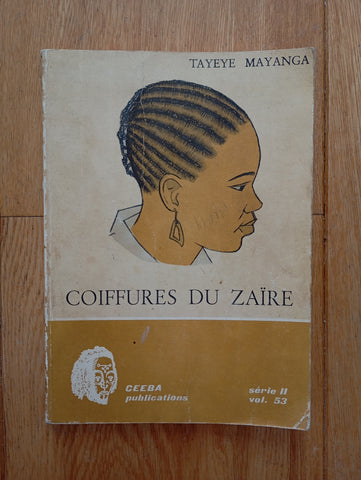 TAYEYE MAYANGA
COIFFURES DU ZAÏRE
CEEBA
publications
série II
vol. 53